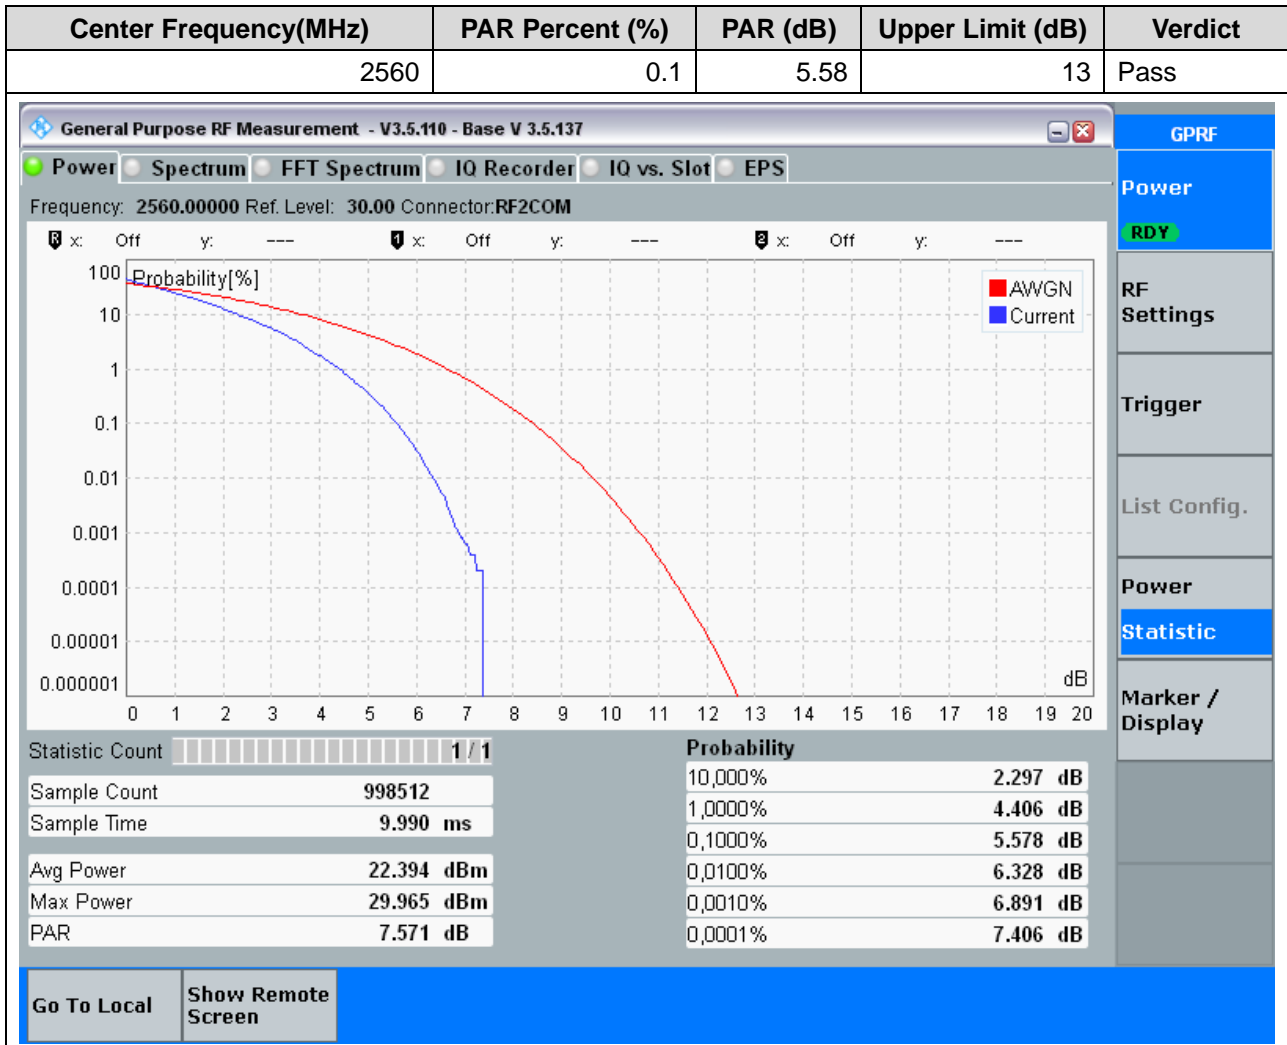 Center Frequency(MHz) PAR Percent (%) PAR (dB) Upper Limit (dB) Verdict
2560 0.1 5.58 13 Pass
General Purpose RF Measurement - V3.5.110 - Base V 3.5.137
GPRF
Power Spectrum FFT Spectrum IQ Recorder IQ vs. Slot EPS
Power
RDY
Frequency: 2560.00000 Ref. Level: 30.00 Connector:RF2COM
R x: Off y: --- 1 x: Off y: --- 2 x: Off y: ---
Probability[%]
AWGN
Current
100
10
1
0.1
0.01
0.001
0.0001
0.00001
0.000001
dB
0 1 2 3 4 5 6 7 8 9 10 11 12 13 14 15 16 17 18 19 20
RF
Settings
Trigger
List Config.
Power
Statistic
Marker /
Display
Statistic Count 1 / 1
Sample Count 998512
Sample Time 9.990 ms
Avg Power 22.394 dBm
Max Power 29.965 dBm
PAR 7.571 dB
Probability
10,000% 2.297 dB
1,0000% 4.406 dB
0,1000% 5.578 dB
0,0100% 6.328 dB
0,0010% 6.891 dB
0,0001% 7.406 dB
Go To Local
Show Remote
Screen